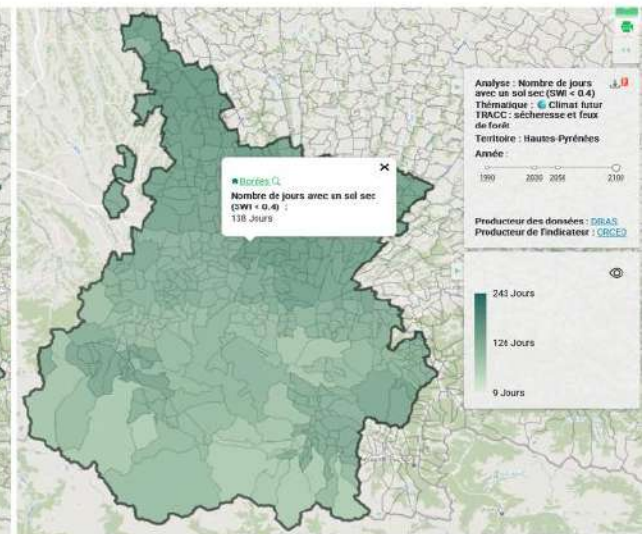 Analyse : Nombre de jours
avec un sol sec (SWI < 0.4)
Thématique : Climat futur
TRACC : sécheresse et feux
de forêt
Territoire : Hautes-Pyrénées
Année :
1990 2030 2050 2100
Producteur des données : DRIAS
Producteur de l'indicateur : ORCEO
Bordes
Nombre de jours avec un sol sec
(SWI < 0.4) :
138 Jours
243 Jours
126 Jours
9 Jours